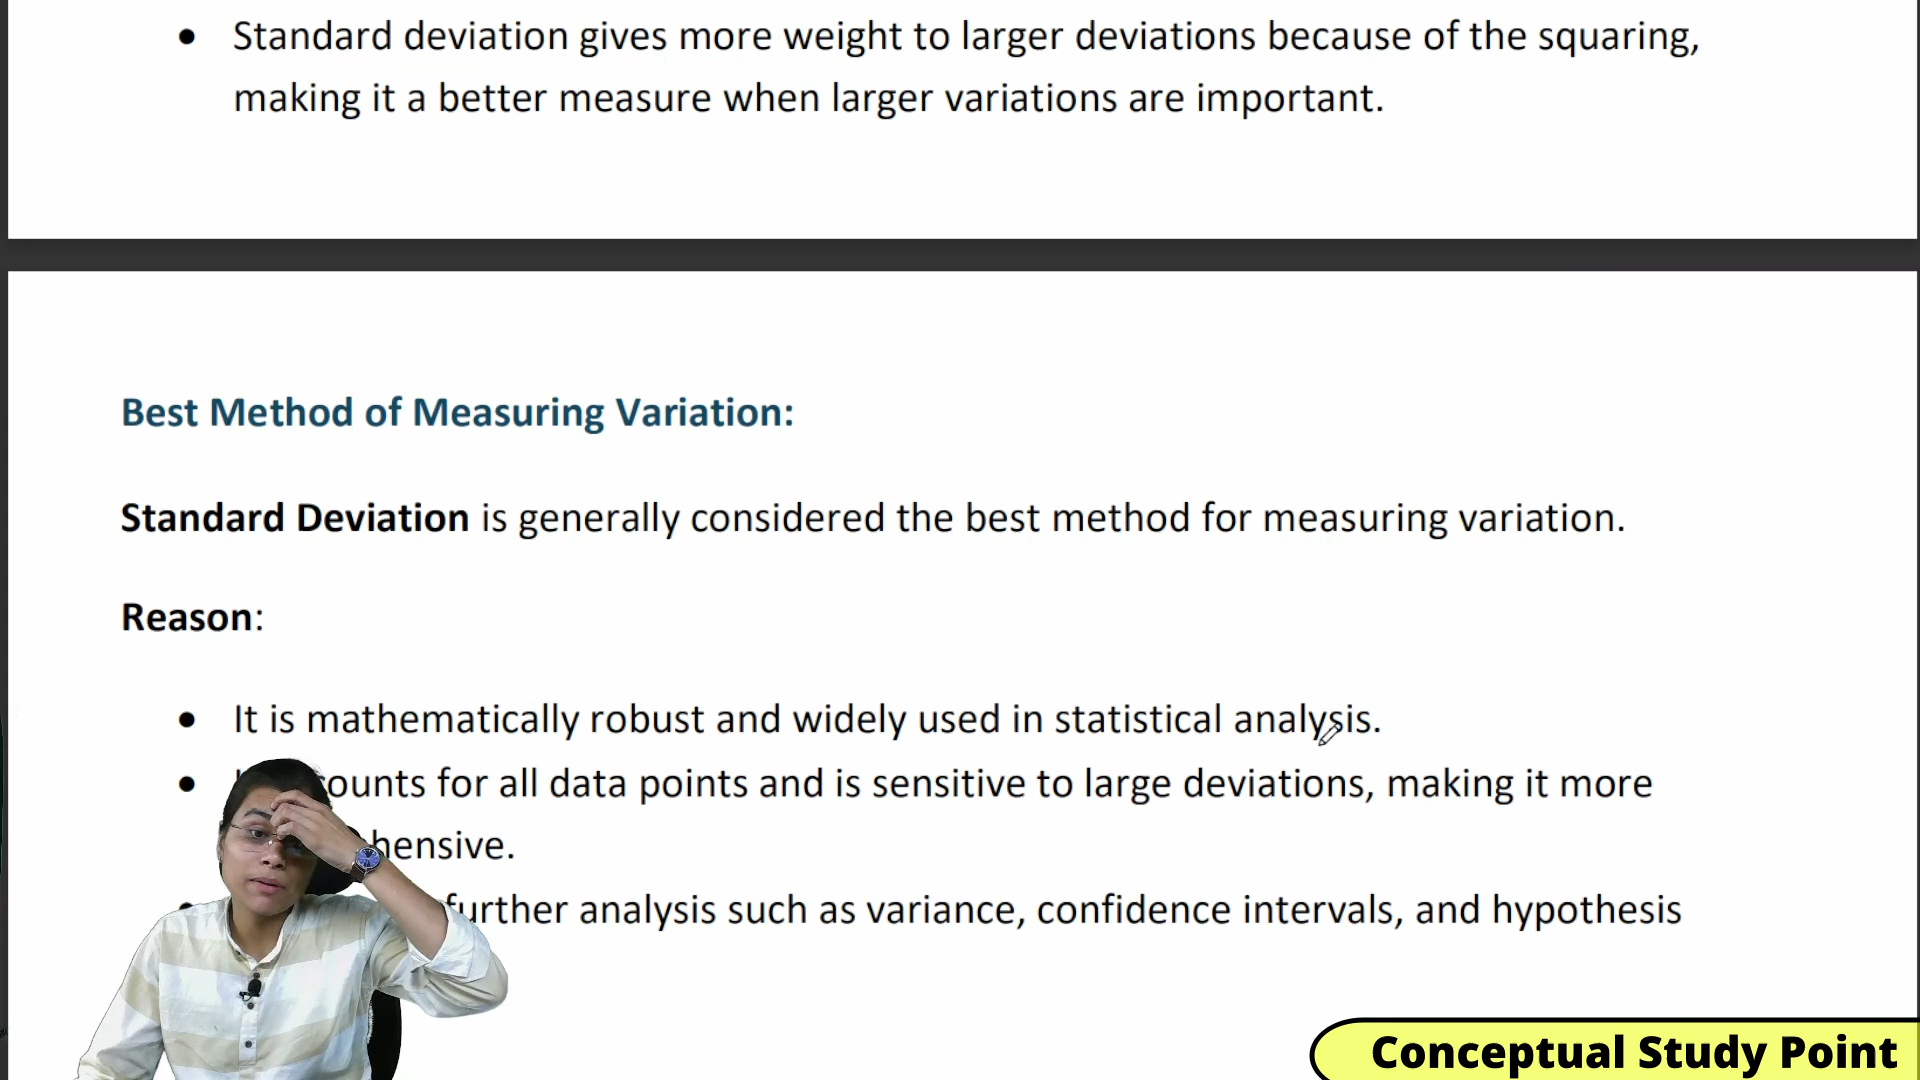 • Standard deviation gives more weight to larger deviations because of the squaring,
making it a better measure when larger variations are important.
Best Method of Measuring Variation:
Standard Deviation is generally considered the best method for measuring variation.
Reason:
• It is mathematically robust and widely used in statistical analysis.
• counts for all data points and is sensitive to large deviations, making it more
hensive.
• further analysis such as variance, confidence intervals, and hypothesis
Conceptual Study Point